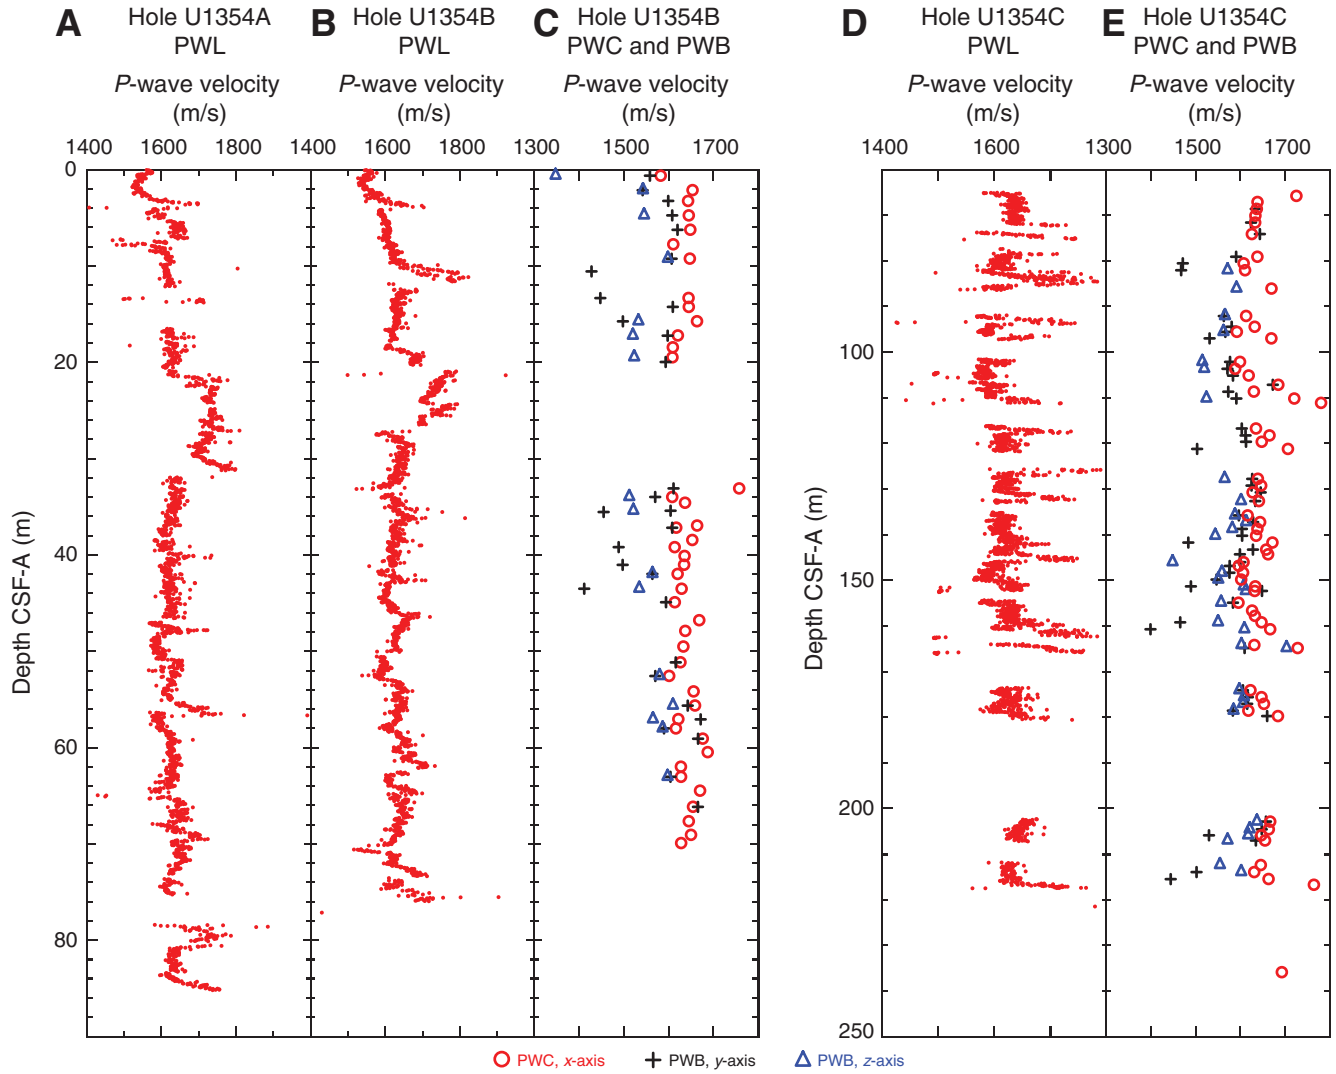 A Hole U1354A PWL
B Hole U1354B PWL
C Hole U1354B PWC and PWB
D Hole U1354C PWL
E Hole U1354C PWC and PWB
P-wave velocity (m/s)
P-wave velocity (m/s)
P-wave velocity (m/s)
P-wave velocity (m/s)
P-wave velocity (m/s)
1400 1600 1800 1400 1600 1800 1300 1500 1700 1400 1600 1300 1500 1700
0
20
40
60
80
Depth CSF-A (m)
100
150
200
250
Depth CSF-A (m)
PWC, x-axis PWB, y-axis PWB, z-axis